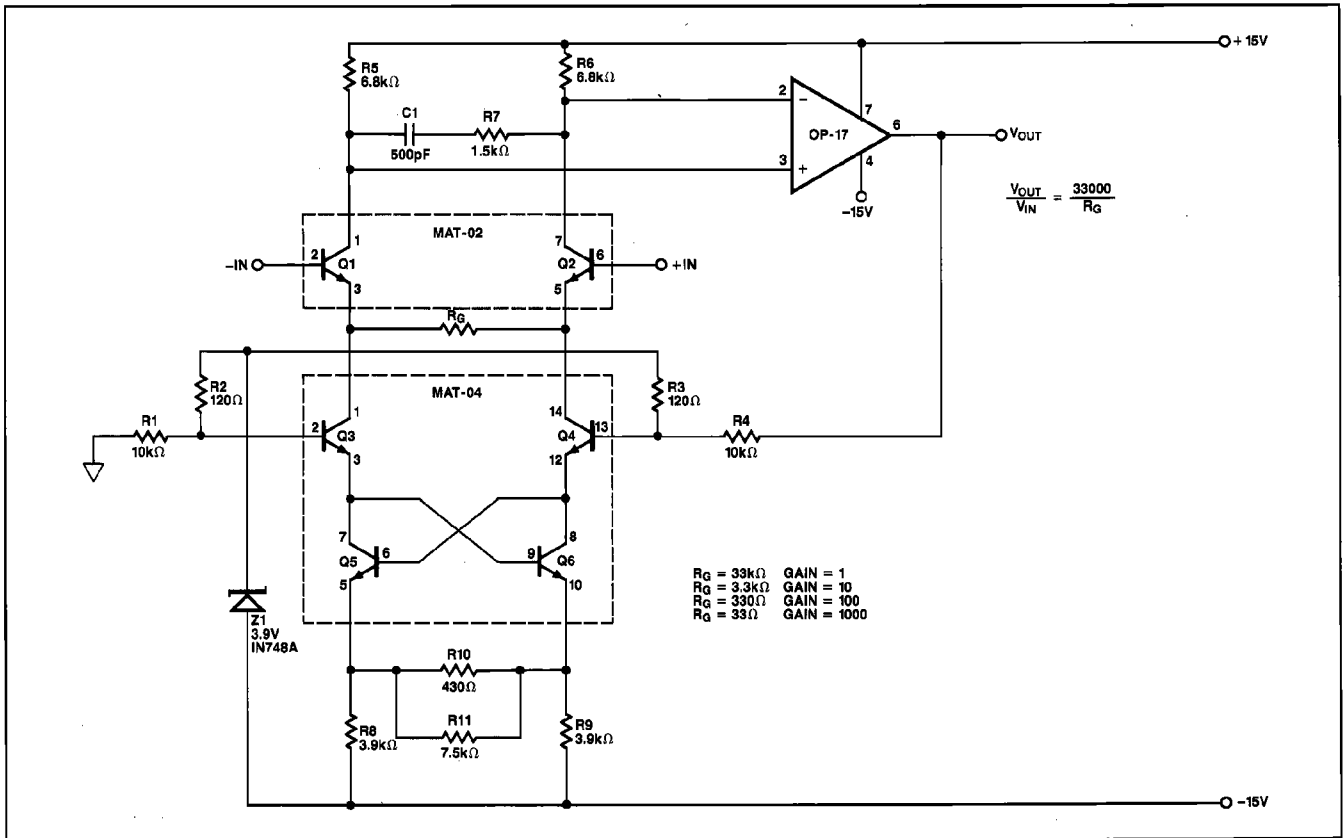 +15V
R5
6.8kΩ
R6
6.8kΩ
C1
500pF
R7
1.5kΩ
2
−
3
+
OP-17
7
4
6
−15V
VOUT
VOUT / VIN = 33000 / RG
MAT-02
−IN
2
1
Q1
3
7
6
Q2
5
+IN
RG
R2
120Ω
MAT-04
R3
120Ω
R1
10kΩ
2
1
Q3
3
14
13
Q4
12
R4
10kΩ
7
6
Q5
5
8
9
Q6
10
Z1
3.9V
IN748A
RG = 33kΩ GAIN = 1
RG = 3.3kΩ GAIN = 10
RG = 330Ω GAIN = 100
RG = 33Ω GAIN = 1000
R10
430Ω
R11
7.5kΩ
R8
3.9kΩ
R9
3.9kΩ
−15V